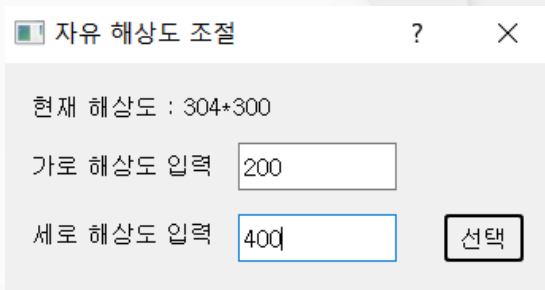 자유 해상도 조절 ?
현재 해상도 : 304*300
가로 해상도 입력 200
세로 해상도 입력 400 선택